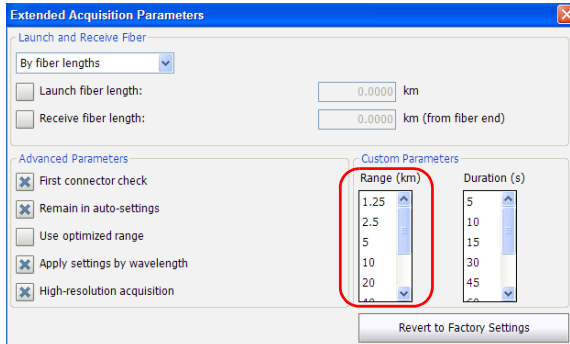 Extended Acquisition Parameters
Launch and Receive Fiber
By fiber lengths
Launch fiber length: 0.0000 km
Receive fiber length: 0.0000 km (from fiber end)
Advanced Parameters
First connector check
Remain in auto-settings
Use optimized range
Apply settings by wavelength
High-resolution acquisition
Custom Parameters
Range (km) Duration (s)
1.25 5
2.5 10
5 15
10 30
20 45
Revert to Factory Settings